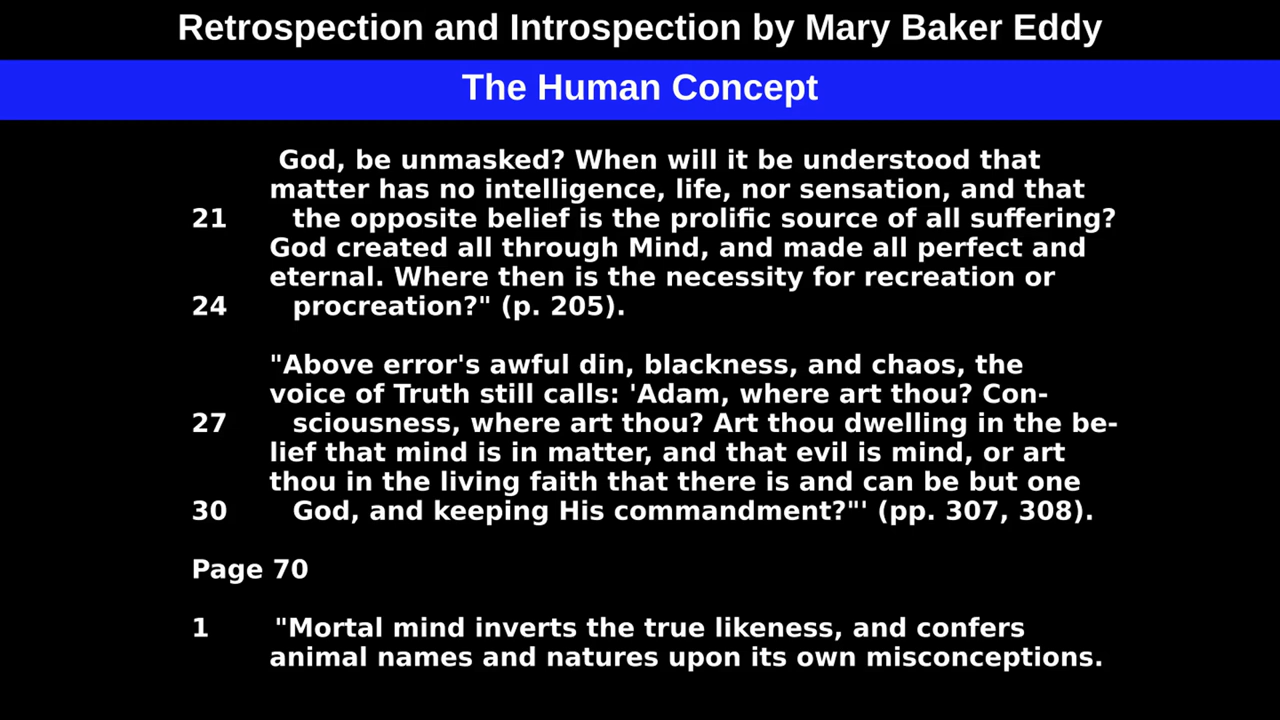 Retrospection and Introspection by Mary Baker Eddy
The Human Concept
God, be unmasked? When will it be understood that
matter has no intelligence, life, nor sensation, and that
21 the opposite belief is the prolific source of all suffering?
God created all through Mind, and made all perfect and
eternal. Where then is the necessity for recreation or
24 procreation?" (p. 205).
"Above error's awful din, blackness, and chaos, the
voice of Truth still calls: 'Adam, where art thou? Con-
27 sciousness, where art thou? Art thou dwelling in the be-
lief that mind is in matter, and that evil is mind, or art
thou in the living faith that there is and can be but one
30 God, and keeping His commandment?"' (pp. 307, 308).
Page 70
1 "Mortal mind inverts the true likeness, and confers
animal names and natures upon its own misconceptions.